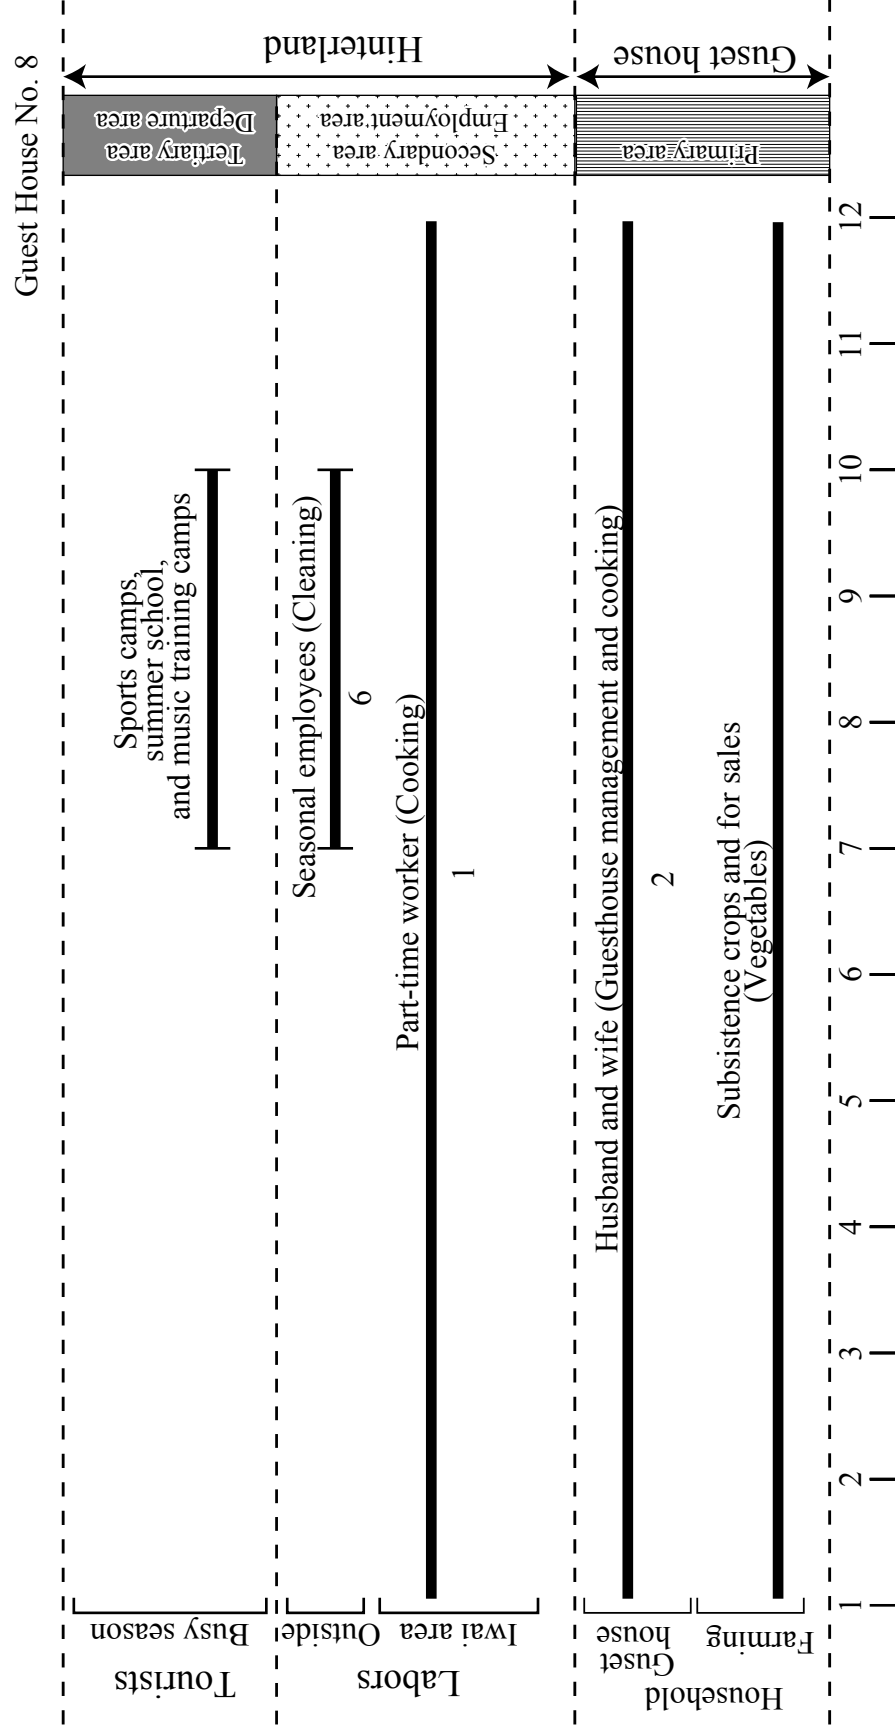 Guest House No. 8
Tourists
Busy season
Sports camps,
summer school,
and music training camps
Tertiary area
Departure area
Hinterland
Labors
Outside
Seasonal employees (Cleaning)
6
Iwai area
Part-time worker (Cooking)
1
Secondary area
Employment area
Household
Guset
house
Husband and wife (Guesthouse management and cooking)
2
Farming
Subsistence crops and for sales
(Vegetables)
Primary area
Guset house
1 2 3 4 5 6 7 8 9 10 11 12